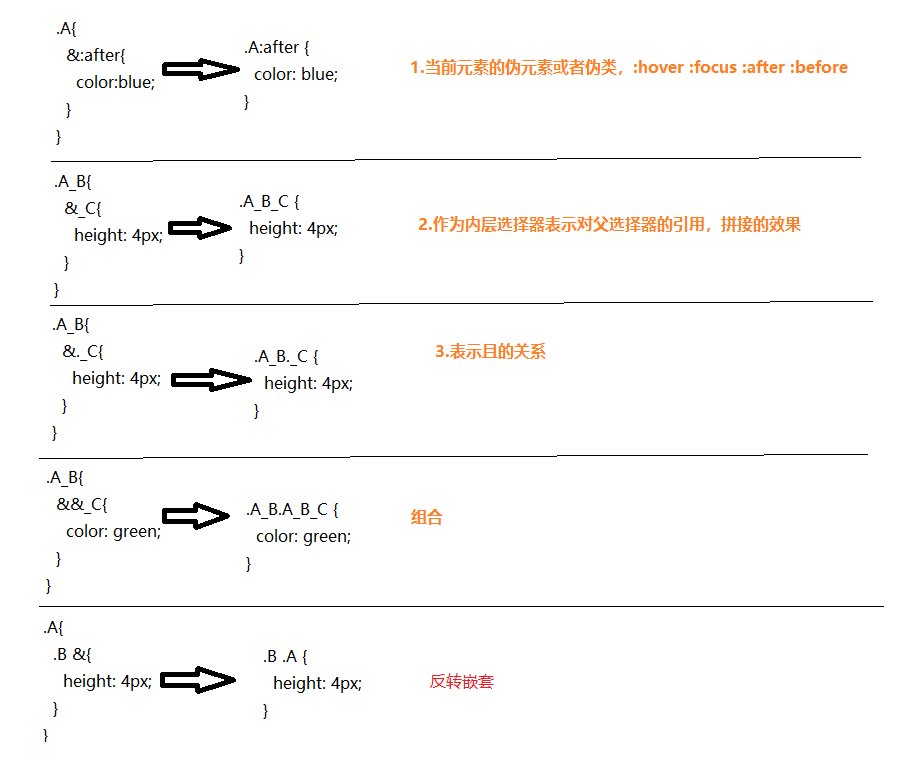 .A{
&:after{
color:blue;
}
}
.A:after {
color: blue;
}
1.当前元素的伪元素或者伪类，:hover :focus :after :before
.A_B{
&_C{
height: 4px;
}
}
.A_B_C {
height: 4px;
}
2.作为内层选择器表示对父选择器的引用，拼接的效果
.A_B{
&._C{
height: 4px;
}
}
.A_B._C {
height: 4px;
}
3.表示且的关系
.A_B{
&&_C{
color: green;
}
}
.A_B.A_B_C {
color: green;
}
组合
.A{
.B &{
height: 4px;
}
}
.B .A {
height: 4px;
}
反转嵌套